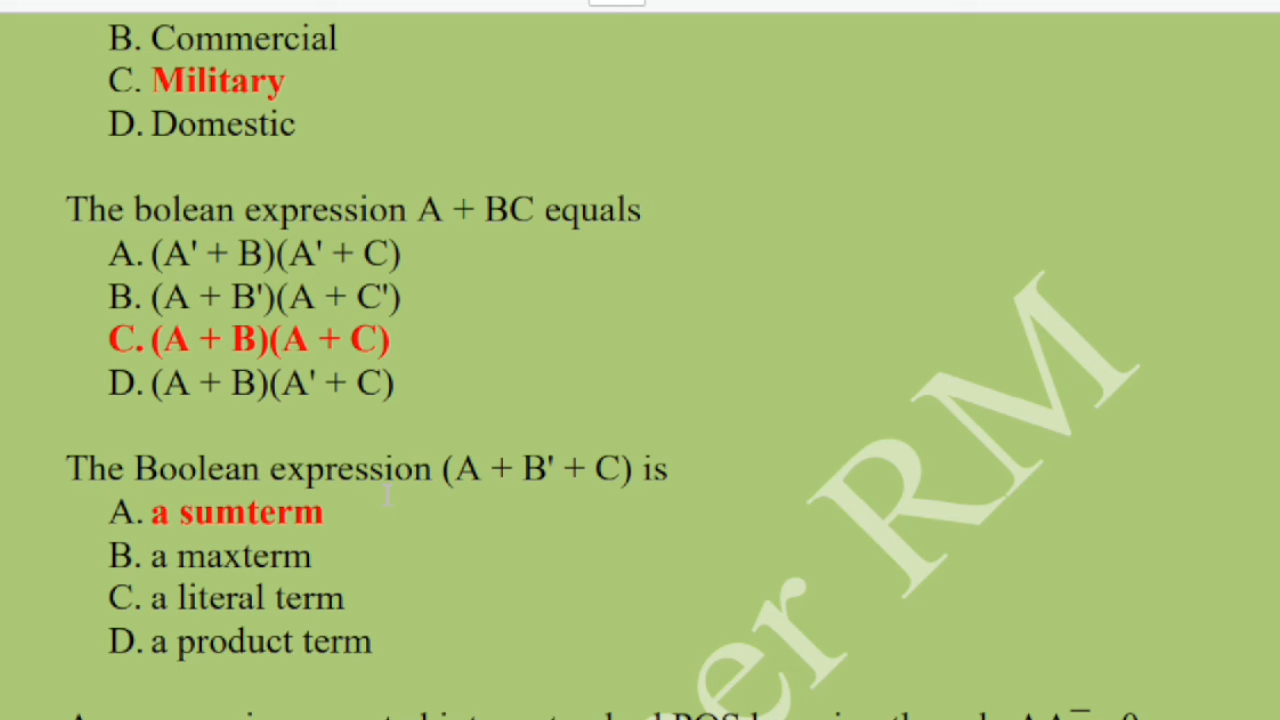 B. Commercial
C. Military
D. Domestic
The bolean expression A + BC equals
A. (A' + B)(A' + C)
B. (A + B')(A + C')
C. (A + B)(A + C)
D. (A + B)(A' + C)
The Boolean expression (A + B' + C) is
A. a sumterm
B. a maxterm
C. a literal term
D. a product term
er RM